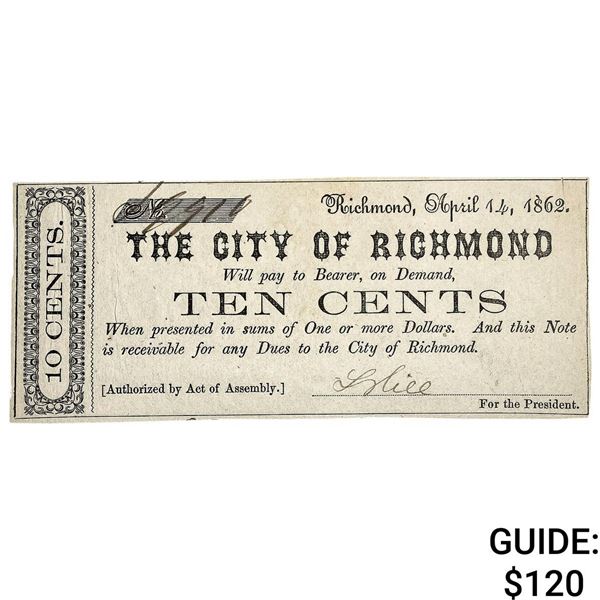 No.
Richmond, April 14, 1862.
THE CITY OF RICHMOND
Will pay to Bearer, on Demand,
TEN CENTS
When presented in sums of One or more Dollars. And this Note
is receivable for any Dues to the City of Richmond.
[Authorized by Act of Assembly.]
For the President.
10 CENTS.
GUIDE:
$120